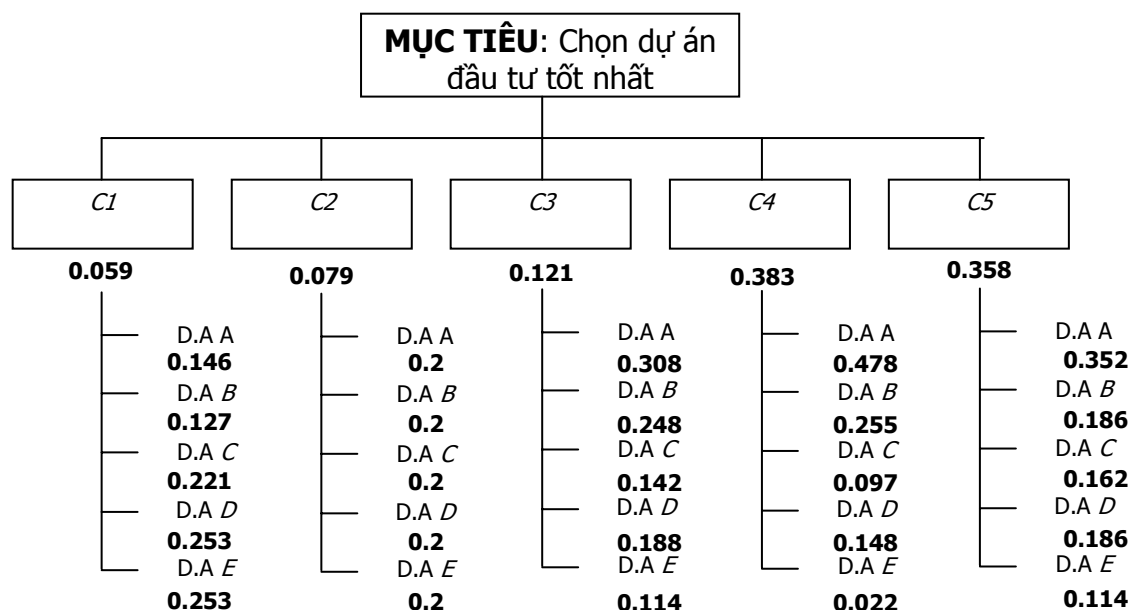 MỤC TIÊU: Chọn dự án
đầu tư tốt nhất
C1
C2
C3
C4
C5
0.059
0.079
0.121
0.383
0.358
D.A A
0.146
D.A B
0.127
D.A C
0.221
D.A D
0.253
D.A E
0.253
D.A A
0.2
D.A B
0.2
D.A C
0.2
D.A D
0.2
D.A E
0.2
D.A A
0.308
D.A B
0.248
D.A C
0.142
D.A D
0.188
D.A E
0.114
D.A A
0.478
D.A B
0.255
D.A C
0.097
D.A D
0.148
D.A E
0.022
D.A A
0.352
D.A B
0.186
D.A C
0.162
D.A D
0.186
D.A E
0.114